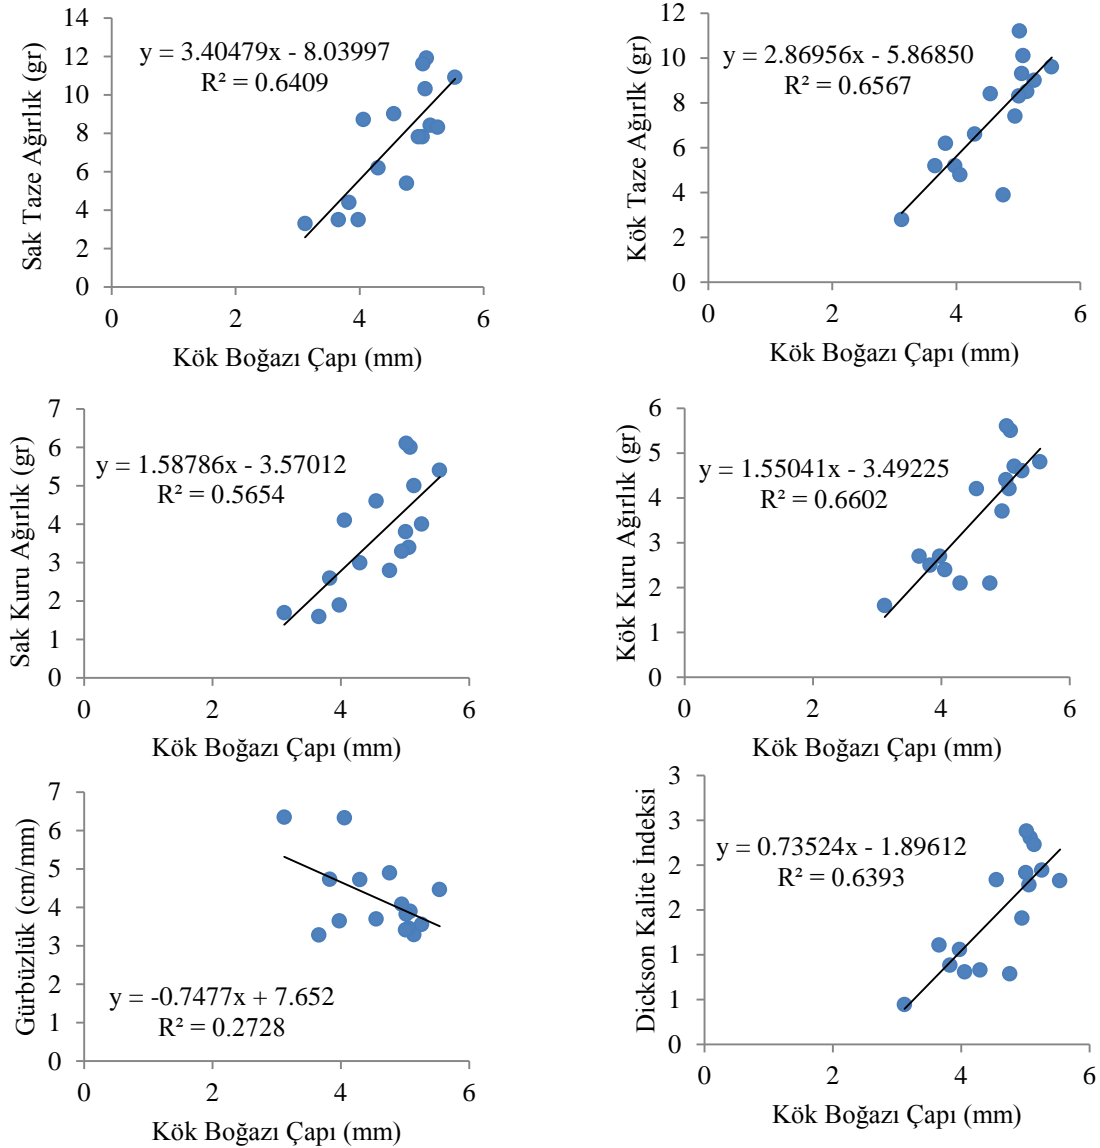 14
12
10
8
6
4
2
0
Sak Taze Ağırlık (gr)
y = 3.40479x - 8.03997
R² = 0.6409
0 2 4 6
Kök Boğazı Çapı (mm)
12
10
8
6
4
2
0
Kök Taze Ağırlk (gr)
y = 2.86956x - 5.86850
R² = 0.6567
0 2 4 6
Kök Boğazı Çapı (mm)
7
6
5
4
3
2
1
0
Sak Kuru Ağırlık (gr)
y = 1.58786x - 3.57012
R² = 0.5654
0 2 4 6
Kök Boğazı Çapı (mm)
6
5
4
3
2
1
0
Kök Kuru Ağırlık (gr)
y = 1.55041x - 3.49225
R² = 0.6602
0 2 4 6
Kök Boğazı Çapı (mm)
7
6
5
4
3
2
1
0
Gürbüzlük (cm/mm)
y = -0.7477x + 7.652
R² = 0.2728
0 2 4 6
Kök Boğazı Çapı (mm)
3
3
2
2
1
1
0
Dickson Kalite İndeksi
y = 0.73524x - 1.89612
R² = 0.6393
0 2 4 6
Kök Boğazı Çapı (mm)